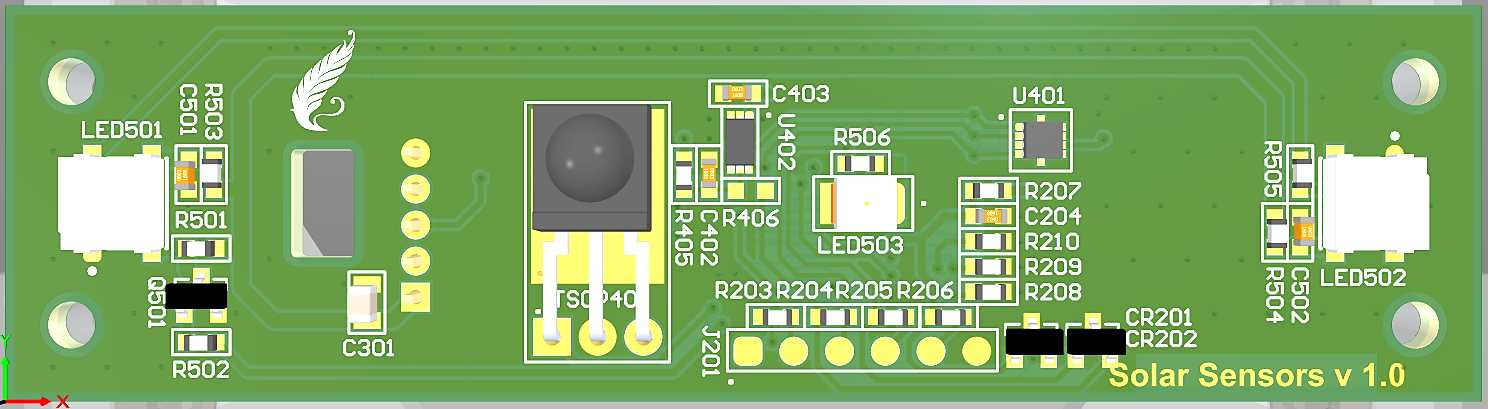 LED501
C501
R503
R501
Q501
R502
C301
C403
U402
R405
C402
R406
R506
LED503
U401
R207
C204
R210
R209
R208
R203
R204
R205
R206
J201
CR201
CR202
R505
R504
C502
LED502
Solar Sensors v 1.0
X
Y